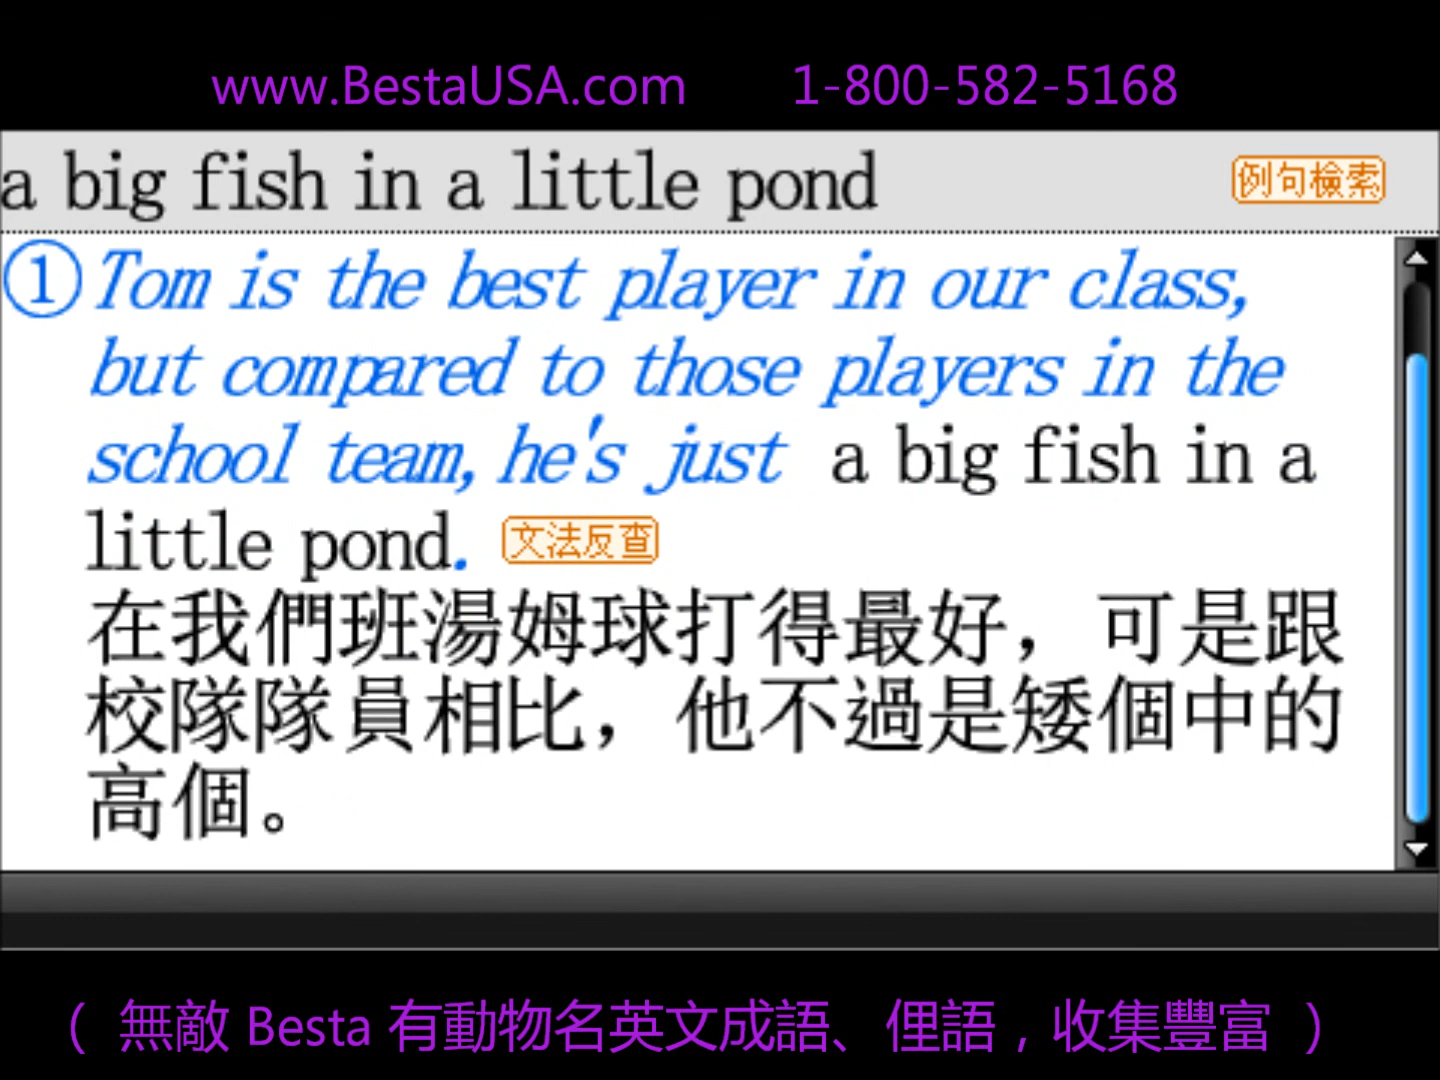 www.BestaUSA.com 1-800-582-5168
a big fish in a little pond 例句檢索
①Tom is the best player in our class,
but compared to those players in the
school team, he's just a big fish in a
little pond. 文法反查
在我們班湯姆球打得最好，可是跟
校隊隊員相比，他不過是矮個中的
高個。
（ 無敵 Besta 有動物名英文成語、俚語，收集豐富 ）